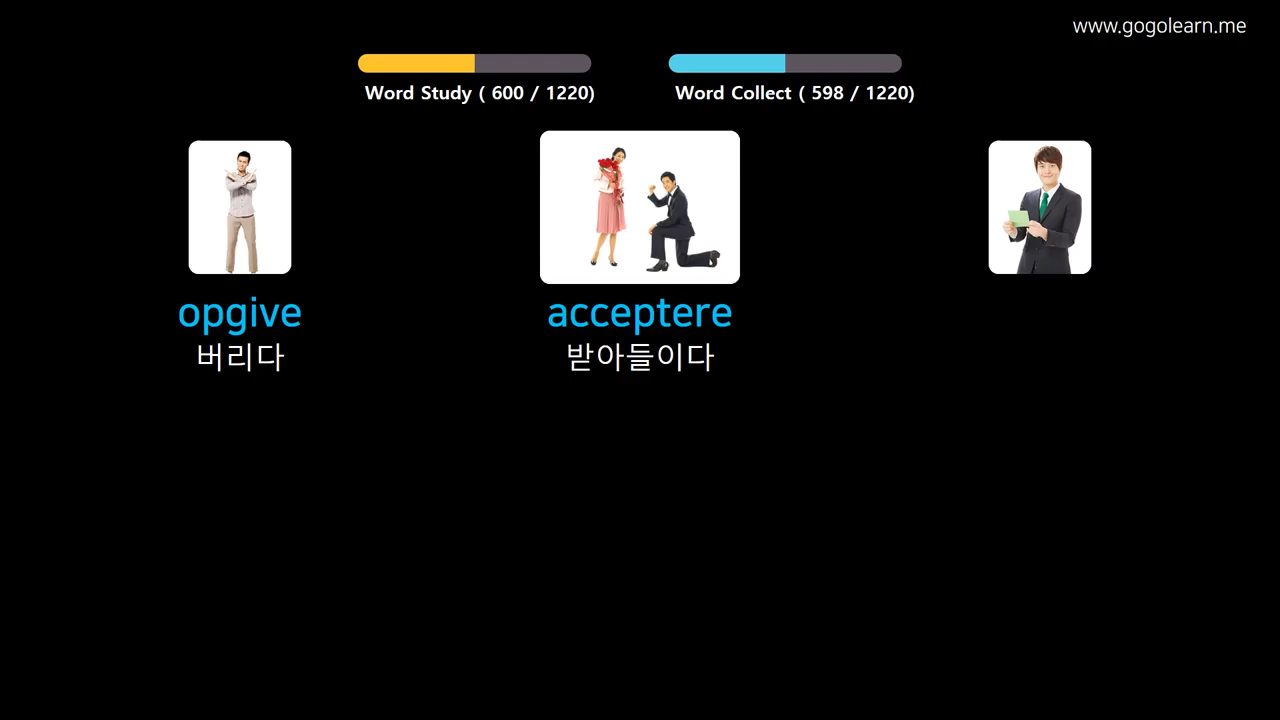 www.gogolearn.me
Word Study ( 600 / 1220)
Word Collect ( 598 / 1220)
opgive
acceptere
버리다
받아들이다